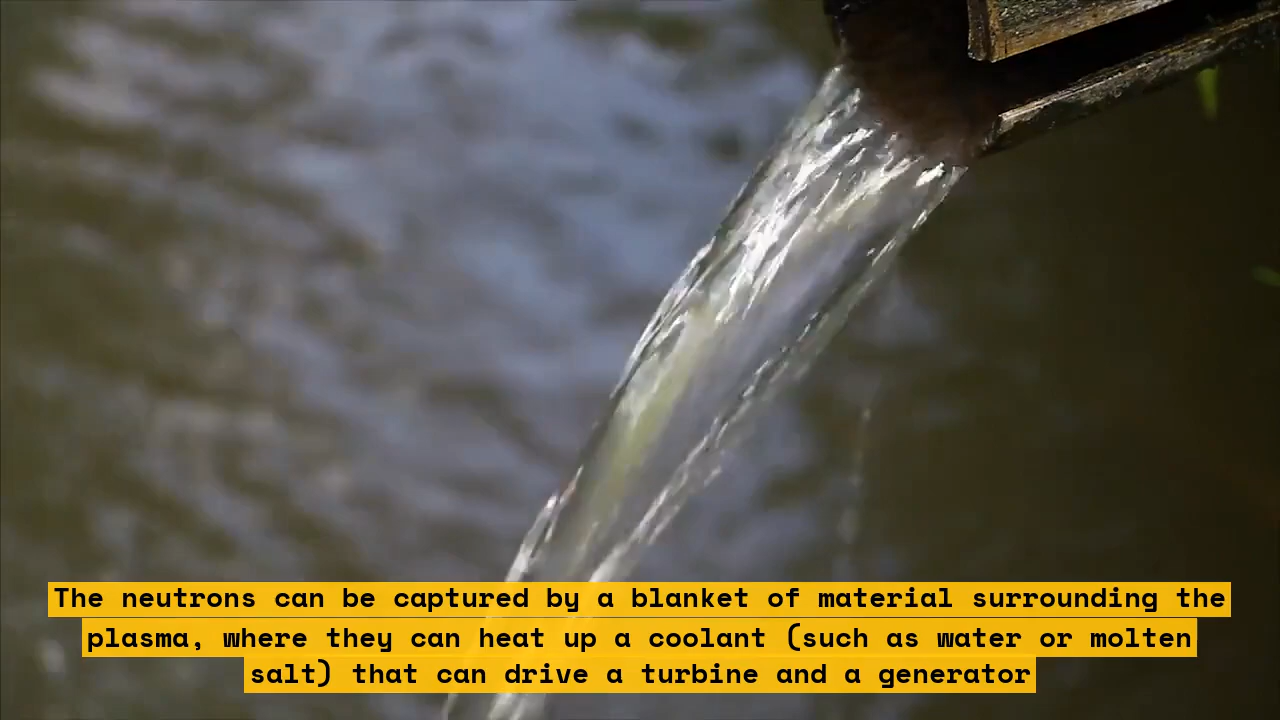 The neutrons can be captured by a blanket of material surrounding the
plasma, where they can heat up a coolant (such as water or molten
salt) that can drive a turbine and a generator